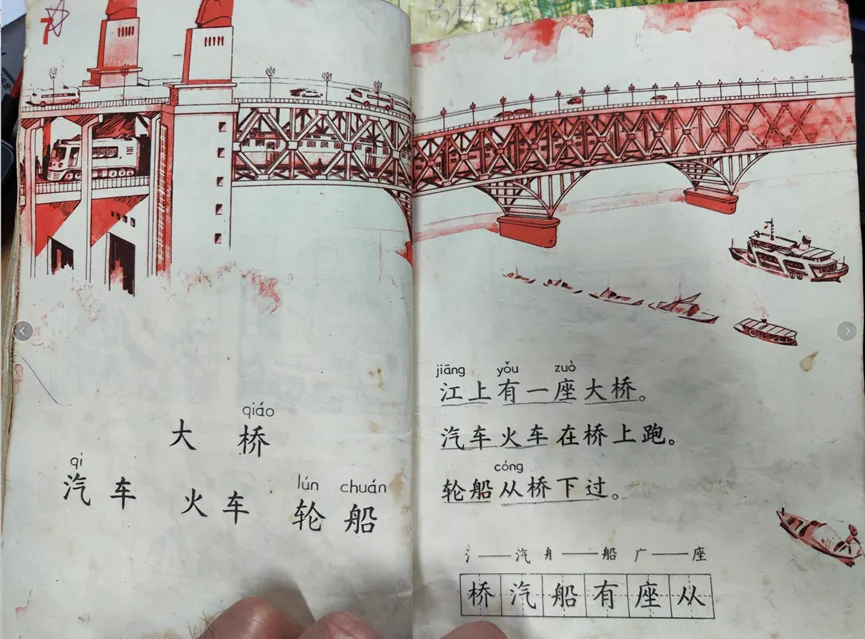 7
qiáo
大 桥
qì
汽 车 火 车
lún chuán
轮 船
jiāng yǒu zuò
江上有一座大桥。
汽车火车在桥上跑。
cóng
轮船从桥下过。
氵——汽 舟——船 广——座
桥 汽 船 有 座 从